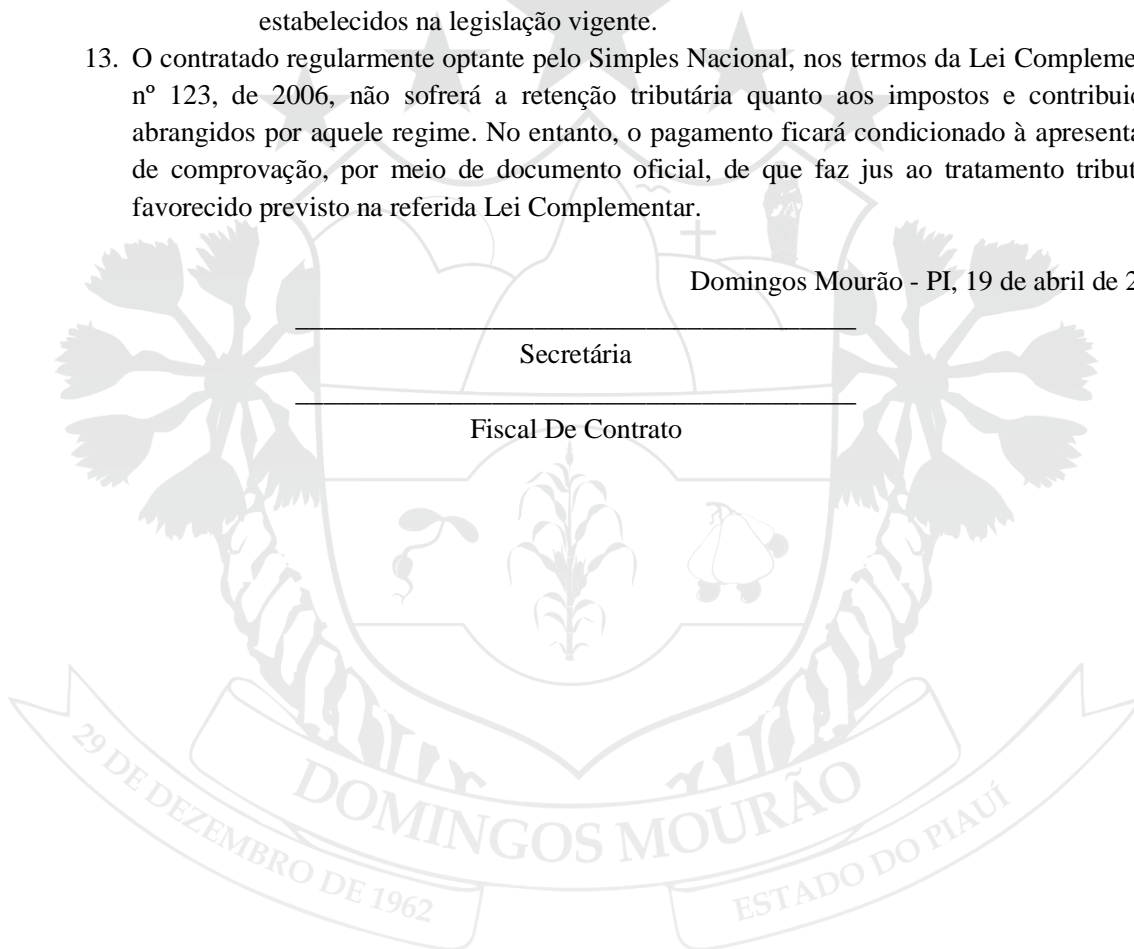 estabelecidos na legislação vigente.
13. O contratado regularmente optante pelo Simples Nacional, nos termos da Lei Compleme
nº 123, de 2006, não sofrerá a retenção tributária quanto aos impostos e contribuic
abrangidos por aquele regime. No entanto, o pagamento ficará condicionado à apresenta
de comprovação, por meio de documento oficial, de que faz jus ao tratamento tribut
favorecido previsto na referida Lei Complementar.
Domingos Mourão - PI, 19 de abril de 2
Secretária
Fiscal De Contrato
29 DE DEZEMBRO DE 1962
DOMINGOS MOURÃO
ESTADO DO PIAUÍ